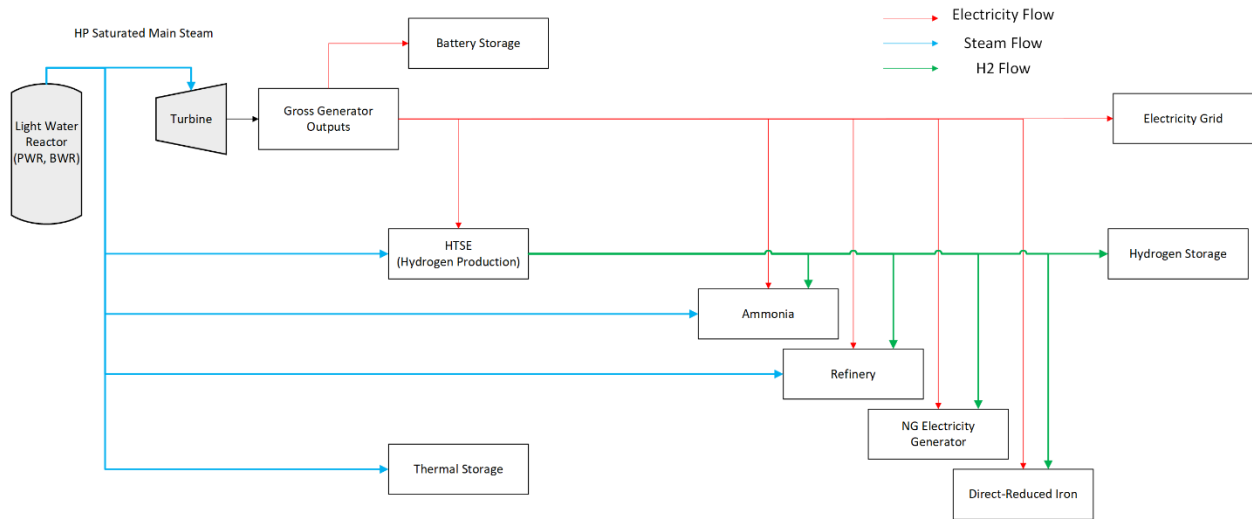 Electricity Flow
HP Saturated Main Steam
Battery Storage
Steam Flow
H2 Flow
Light Water
Reactor
(PWR, BWR)
Turbine
Gross Generator
Outputs
Electricity Grid
HTSE
(Hydrogen Production)
Hydrogen Storage
Ammonia
Refinery
NG Electricity
Generator
Thermal Storage
Direct-Reduced Iron